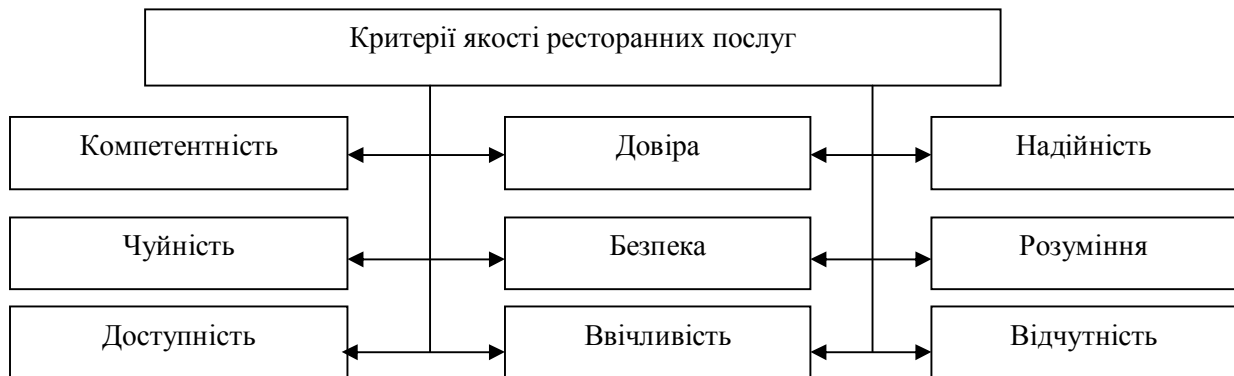 Критерії якості ресторанних послуг
Компетентність
Довіра
Надійність
Чуйність
Безпека
Розуміння
Доступність
Ввічливість
Відчутність